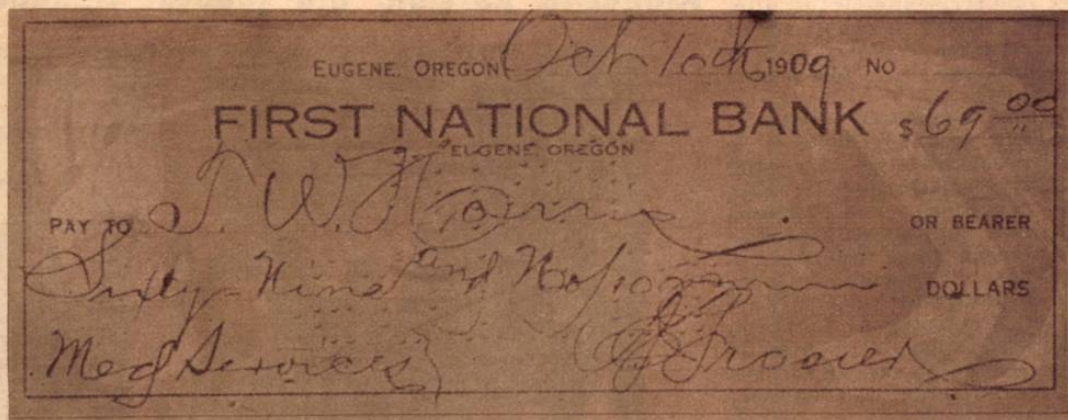 EUGENE, OREGON Oct 10th 1909 No
FIRST NATIONAL BANK $69 00
EUGENE OREGON
PAY TO T. W. Harris OR BEARER
Sixty-Nine and No/100 DOLLARS
Med Services